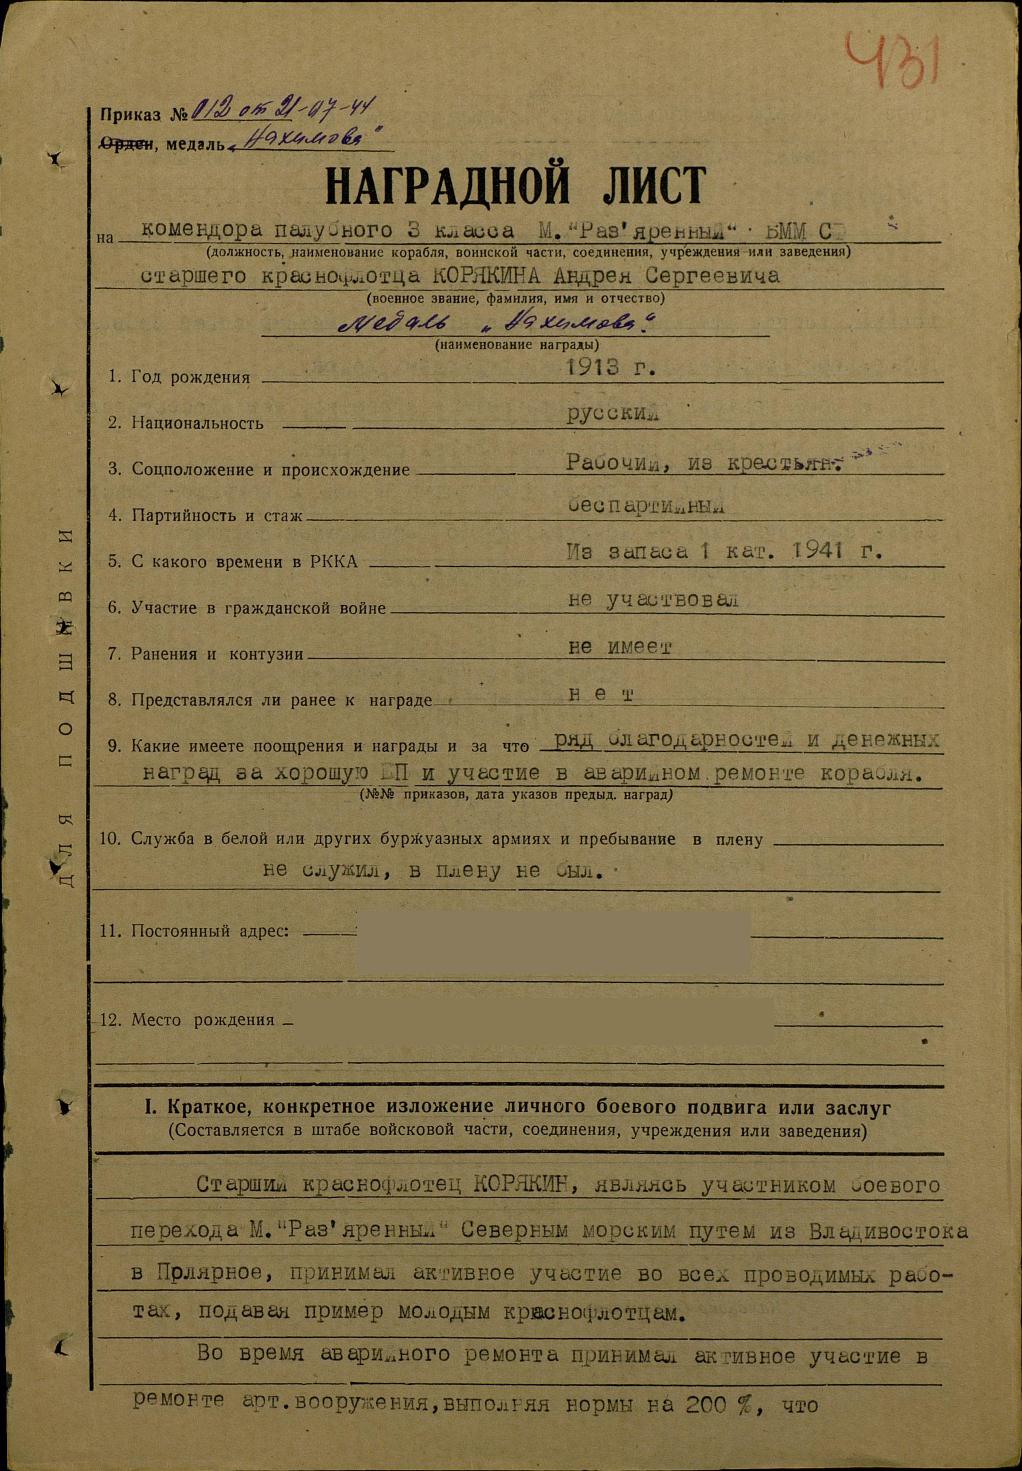 431
Приказ № 012 от 21-07-44
Орден, медаль „Нахимова"
НАГРАДНОЙ ЛИСТ
на комендора палубного 3 класса М."Раз'яренный" БММ С
(должность, наименование корабля, воинской части, соединения, учреждения или заведения)
старшего краснофлотца КОРЯКИНА Андрея Сергеевича
(военное звание, фамилия, имя и отчество)
Медаль „Нахимова".
(наименование награды)
1. Год рождения 1913 г.
2. Национальность русский
3. Соцположение и происхождение Рабочий, из крестьян.
4. Партийность и стаж беспартийный
5. С какого времени в РККА Из запаса 1 кат. 1941 г.
6. Участие в гражданской войне не участвовал
7. Ранения и контузии не имеет
8. Представлялся ли ранее к награде нет
9. Какие имеете поощрения и награды и за что ряд благодарностей и денежных
наград за хорошую БП и участие в аварийном ремонте корабля.
(№№ приказов, дата указов предыд. наград)
10. Служба в белой или других буржуазных армиях и пребывание в плену
не служил, в плену не был.
11. Постоянный адрес:
12. Место рождения
I. Краткое, конкретное изложение личного боевого подвига или заслуг
(Составляется в штабе войсковой части, соединения, учреждения или заведения)
Старший краснофлотец КОРЯКИН, являясь участником боевого
перехода М."Раз'яренный" Северным морским путем из Владивостока
в Полярное, принимал активное участие во всех проводимых рабо-
тах, подавая пример молодым краснофлотцам.
Во время аварийного ремонта принимал активное участие в
ремонте арт.вооружения,выполняя нормы на 200 %, что
ДЛЯ ПОДШИВКИ